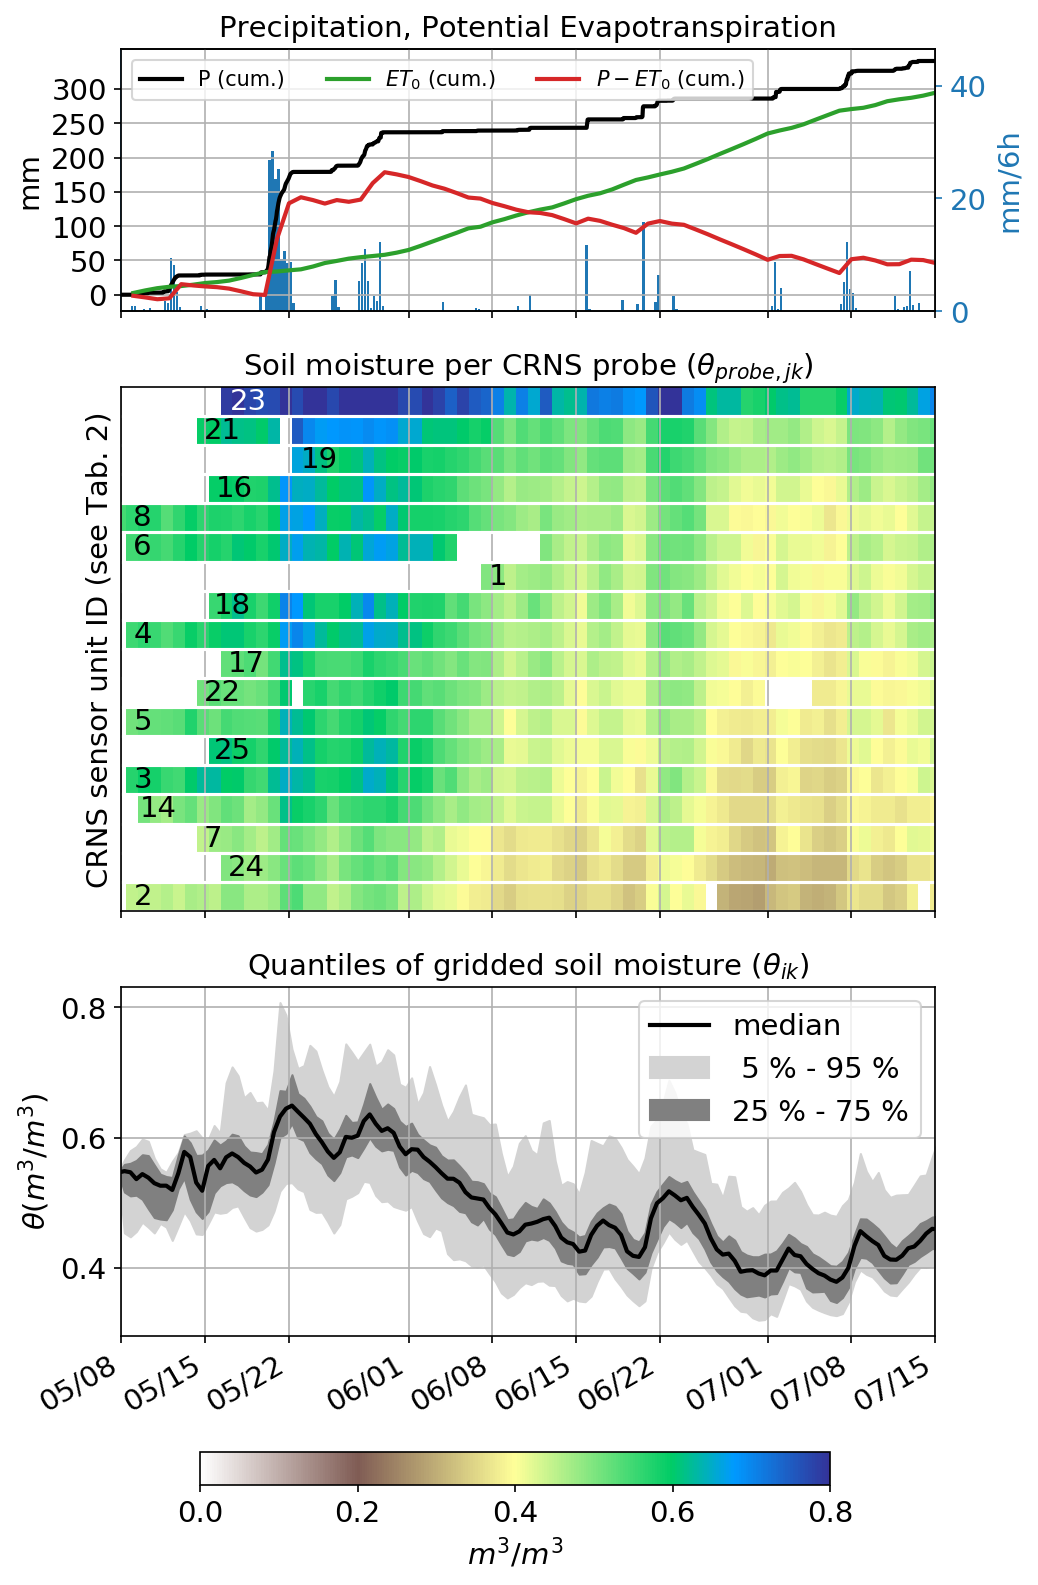 Precipitation, Potential Evapotranspiration
P (cum.) ET₀ (cum.) P − ET₀ (cum.)
300
250
200
150
100
50
0
mm
40
20
0
mm/6h
Soil moisture per CRNS probe (θprobe,jk)
CRNS sensor unit ID (see Tab. 2)
23
21
19
16
8
6
1
18
4
17
22
5
25
3
14
7
24
2
Quantiles of gridded soil moisture (θik)
median
5 % - 95 %
25 % - 75 %
0.8
0.6
0.4
θ(m³/m³)
05/08 05/15 05/22 06/01 06/08 06/15 06/22 07/01 07/08 07/15
0.0 0.2 0.4 0.6 0.8
m³/m³